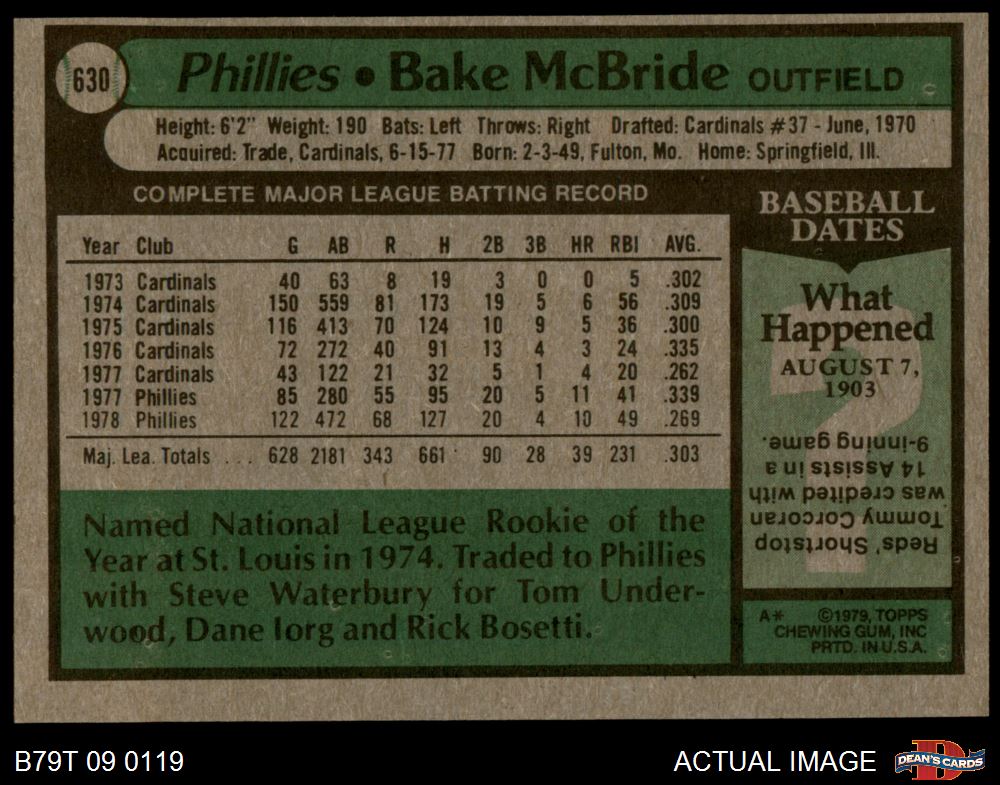 630
Phillies • Bake McBride OUTFIELD
Height: 6'2" Weight: 190 Bats: Left Throws: Right Drafted: Cardinals #37 - June, 1970
Acquired: Trade, Cardinals, 6-15-77 Born: 2-3-49, Fulton, Mo. Home: Springfield, Ill.
COMPLETE MAJOR LEAGUE BATTING RECORD
Year Club G AB R H 2B 3B HR RBI AVG.
1973 Cardinals 40 63 8 19 3 0 0 5 .302
1974 Cardinals 150 559 81 173 19 5 6 56 .309
1975 Cardinals 116 413 70 124 10 9 5 36 .300
1976 Cardinals 72 272 40 91 13 4 3 24 .335
1977 Cardinals 43 122 21 32 5 1 4 20 .262
1977 Phillies 85 280 55 95 20 5 11 41 .339
1978 Phillies 122 472 68 127 20 4 10 49 .269
Maj. Lea. Totals ... 628 2181 343 661 90 28 39 231 .303
Named National League Rookie of the
Year at St. Louis in 1974. Traded to Phillies
with Steve Waterbury for Tom Under-
wood, Dane Iorg and Rick Bosetti.
BASEBALL
DATES
What
Happened
AUGUST 7,
1903
Reds' Shortstop
Tommy Corcoran
was credited with
14 Assists in a
9-inning game.
A* ©1979, TOPPS
CHEWING GUM, INC
PRTD. IN U.S.A.
B79T 09 0119
ACTUAL IMAGE
DEAN'S CARDS